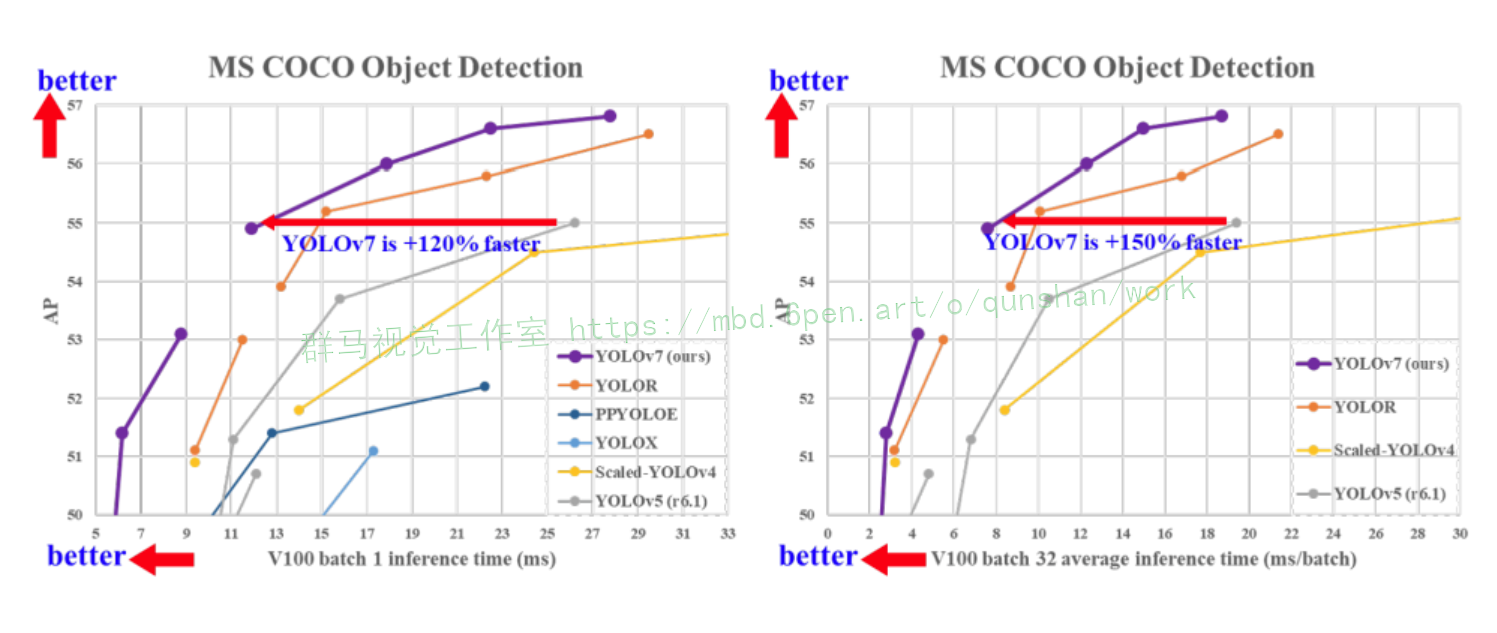 MS COCO Object Detection
better
57
56
55
54
53
52
51
50
AP
YOLOv7 is +120% faster
YOLOv7 (ours)
YOLOR
PPYOLOE
YOLOX
Scaled-YOLOv4
YOLOv5 (r6.1)
5 7 9 11 13 15 17 19 21 23 25 27 29 31 33
better
V100 batch 1 inference time (ms)
MS COCO Object Detection
better
57
56
55
54
53
52
51
50
AP
YOLOv7 is +150% faster
YOLOv7 (ours)
YOLOR
Scaled-YOLOv4
YOLOv5 (r6.1)
0 2 4 6 8 10 12 14 16 18 20 22 24 26 28 30
better
V100 batch 32 average inference time (ms/batch)
群马视觉工作室 https://mbd.6pen.art/o/qunshan/work